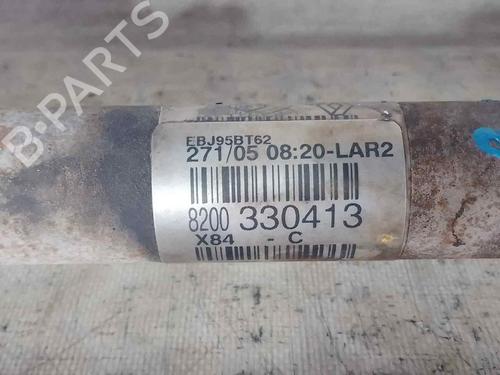 B-PARTS
EBJ95BT62
271/05 08:20-LAR2
8200 330413
X84 - C